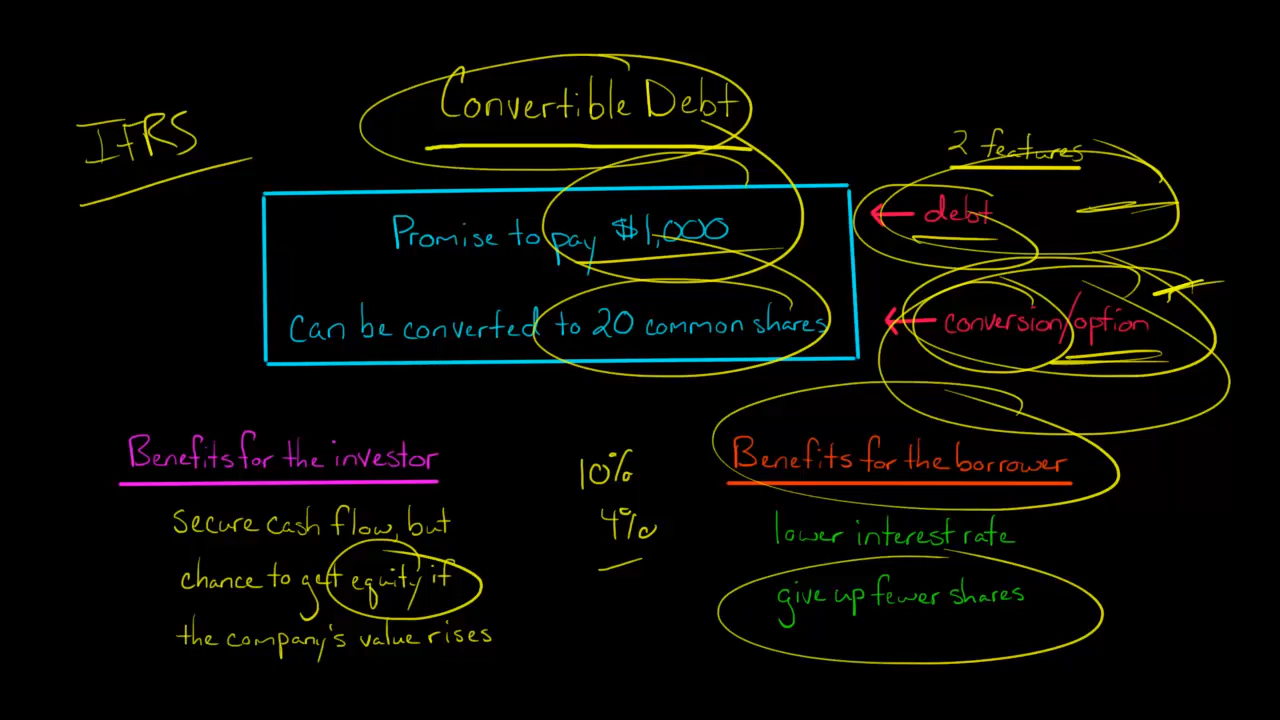 Convertible Debt
IFRS
2 features
Promise to pay $1,000
← debt
Can be converted to 20 common shares
← conversion/option
Benefits for the investor
secure cash flow, but
chance to get equity if
the company's value rises
10%
4%
Benefits for the borrower
lower interest rate
give up fewer shares